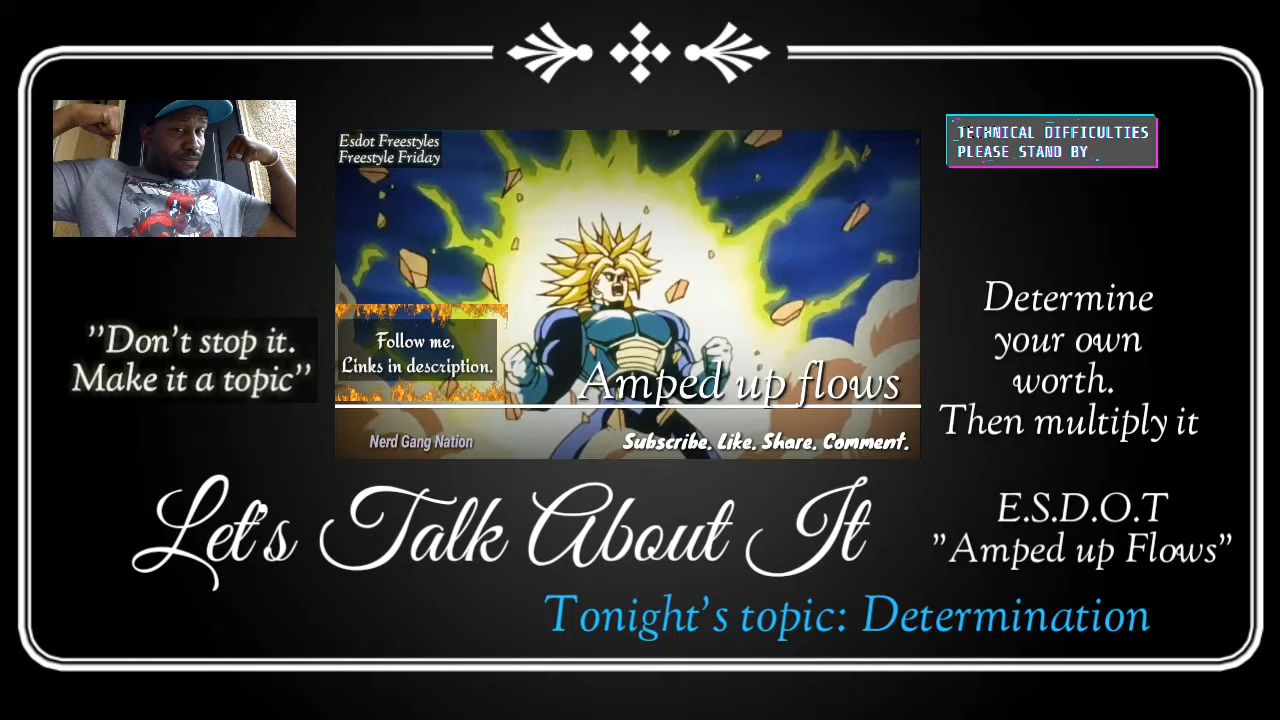 Esdot Freestyles
Freestyle Friday
TECHNICAL DIFFICULTIES
PLEASE STAND BY
"Don't stop it.
Make it a topic"
Follow me,
Links in description.
Amped up flows
Nerd Gang Nation
Subscribe. Like. Share. Comment.
Determine
your own
worth.
Then multiply it
Let's Talk About It
E.S.D.O.T
"Amped up Flows"
Tonight's topic: Determination